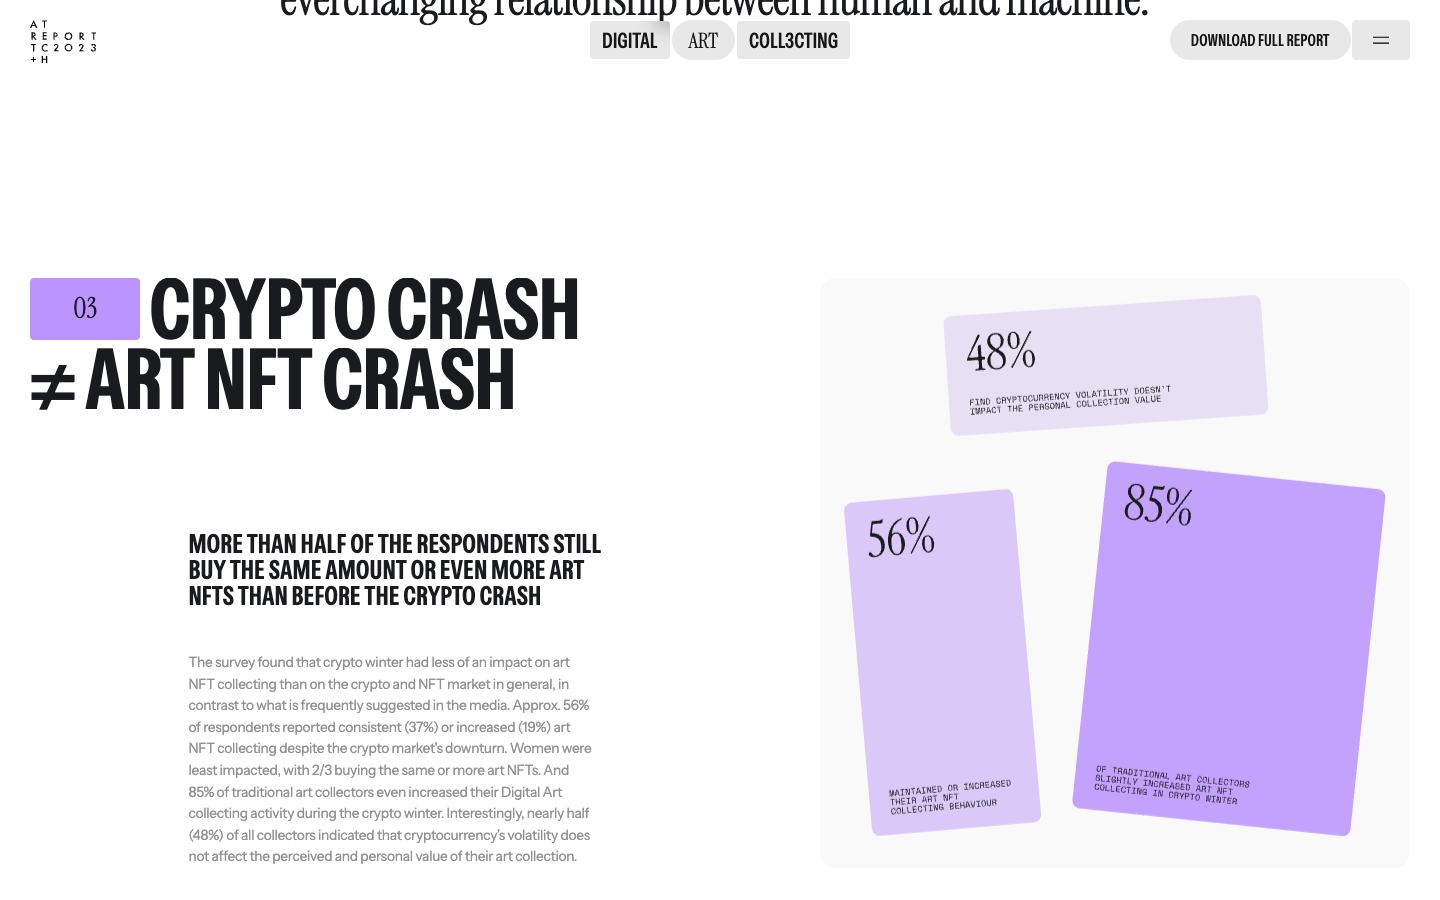 everchanging relationship between human and machine.
A T
R E P O R T
T C 2 0 2 3
+ H
DIGITAL ART COLL3CTING
DOWNLOAD FULL REPORT
03 CRYPTO CRASH
≠ ART NFT CRASH
MORE THAN HALF OF THE RESPONDENTS STILL
BUY THE SAME AMOUNT OR EVEN MORE ART
NFTS THAN BEFORE THE CRYPTO CRASH
The survey found that crypto winter had less of an impact on art
NFT collecting than on the crypto and NFT market in general, in
contrast to what is frequently suggested in the media. Approx. 56%
of respondents reported consistent (37%) or increased (19%) art
NFT collecting despite the crypto market's downturn. Women were
least impacted, with 2/3 buying the same or more art NFTs. And
85% of traditional art collectors even increased their Digital Art
collecting activity during the crypto winter. Interestingly, nearly half
(48%) of all collectors indicated that cryptocurrency's volatility does
not affect the perceived and personal value of their art collection.
48%
FIND CRYPTOCURRENCY VOLATILITY DOESN'T
IMPACT THE PERSONAL COLLECTION VALUE
56%
MAINTAINED OR INCREASED
THEIR ART NFT
COLLECTING BEHAVIOUR
85%
OF TRADITIONAL ART COLLECTORS
SLIGHTLY INCREASED ART NFT
COLLECTING IN CRYPTO WINTER